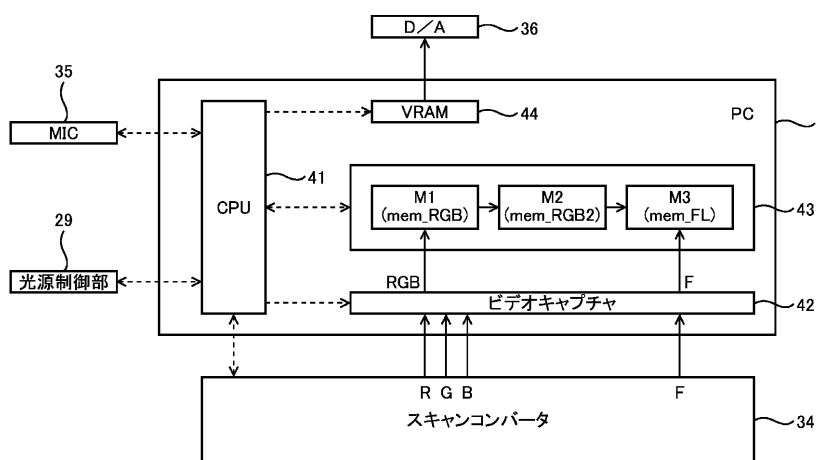 D/A
36
35
MIC
VRAM
44
PC
41
CPU
M1
(mem_RGB)
M2
(mem_RGB2)
M3
(mem_FL)
43
29
光源制御部
RGB
F
ビデオキャプチャ
42
R G B
F
スキャンコンバータ
34